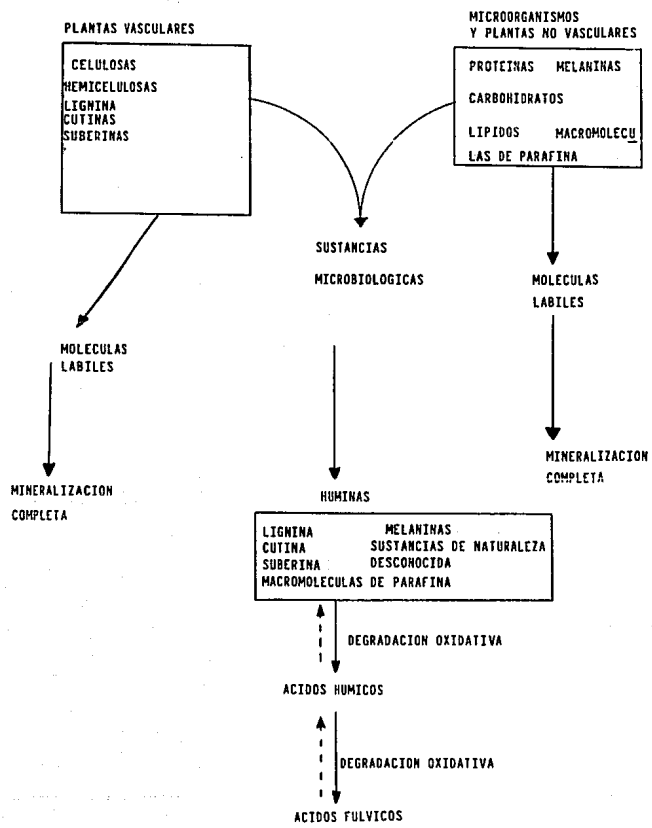 PLANTAS VASCULARES
CELULOSAS
HEMICELULOSAS
LIGNINA
CUTINAS
SUBERINAS
MICROORGANISMOS
Y PLANTAS NO VASCULARES
PROTEINAS MELANINAS
CARBOHIDRATOS
LIPIDOS MACROMOLECU
LAS DE PARAFINA
SUSTANCIAS
MICROBIOLOGICAS
MOLECULAS
LABILES
MOLECULAS
LABILES
MINERALIZACION
COMPLETA
MINERALIZACION
COMPLETA
HUMINAS
LIGNINA MELANINAS
CUTINA SUSTANCIAS DE NATURALEZA
SUBERINA DESCONOCIDA
MACROMOLECULAS DE PARAFINA
DEGRADACION OXIDATIVA
ACIDOS HUMICOS
DEGRADACION OXIDATIVA
ACIDOS FULVICOS